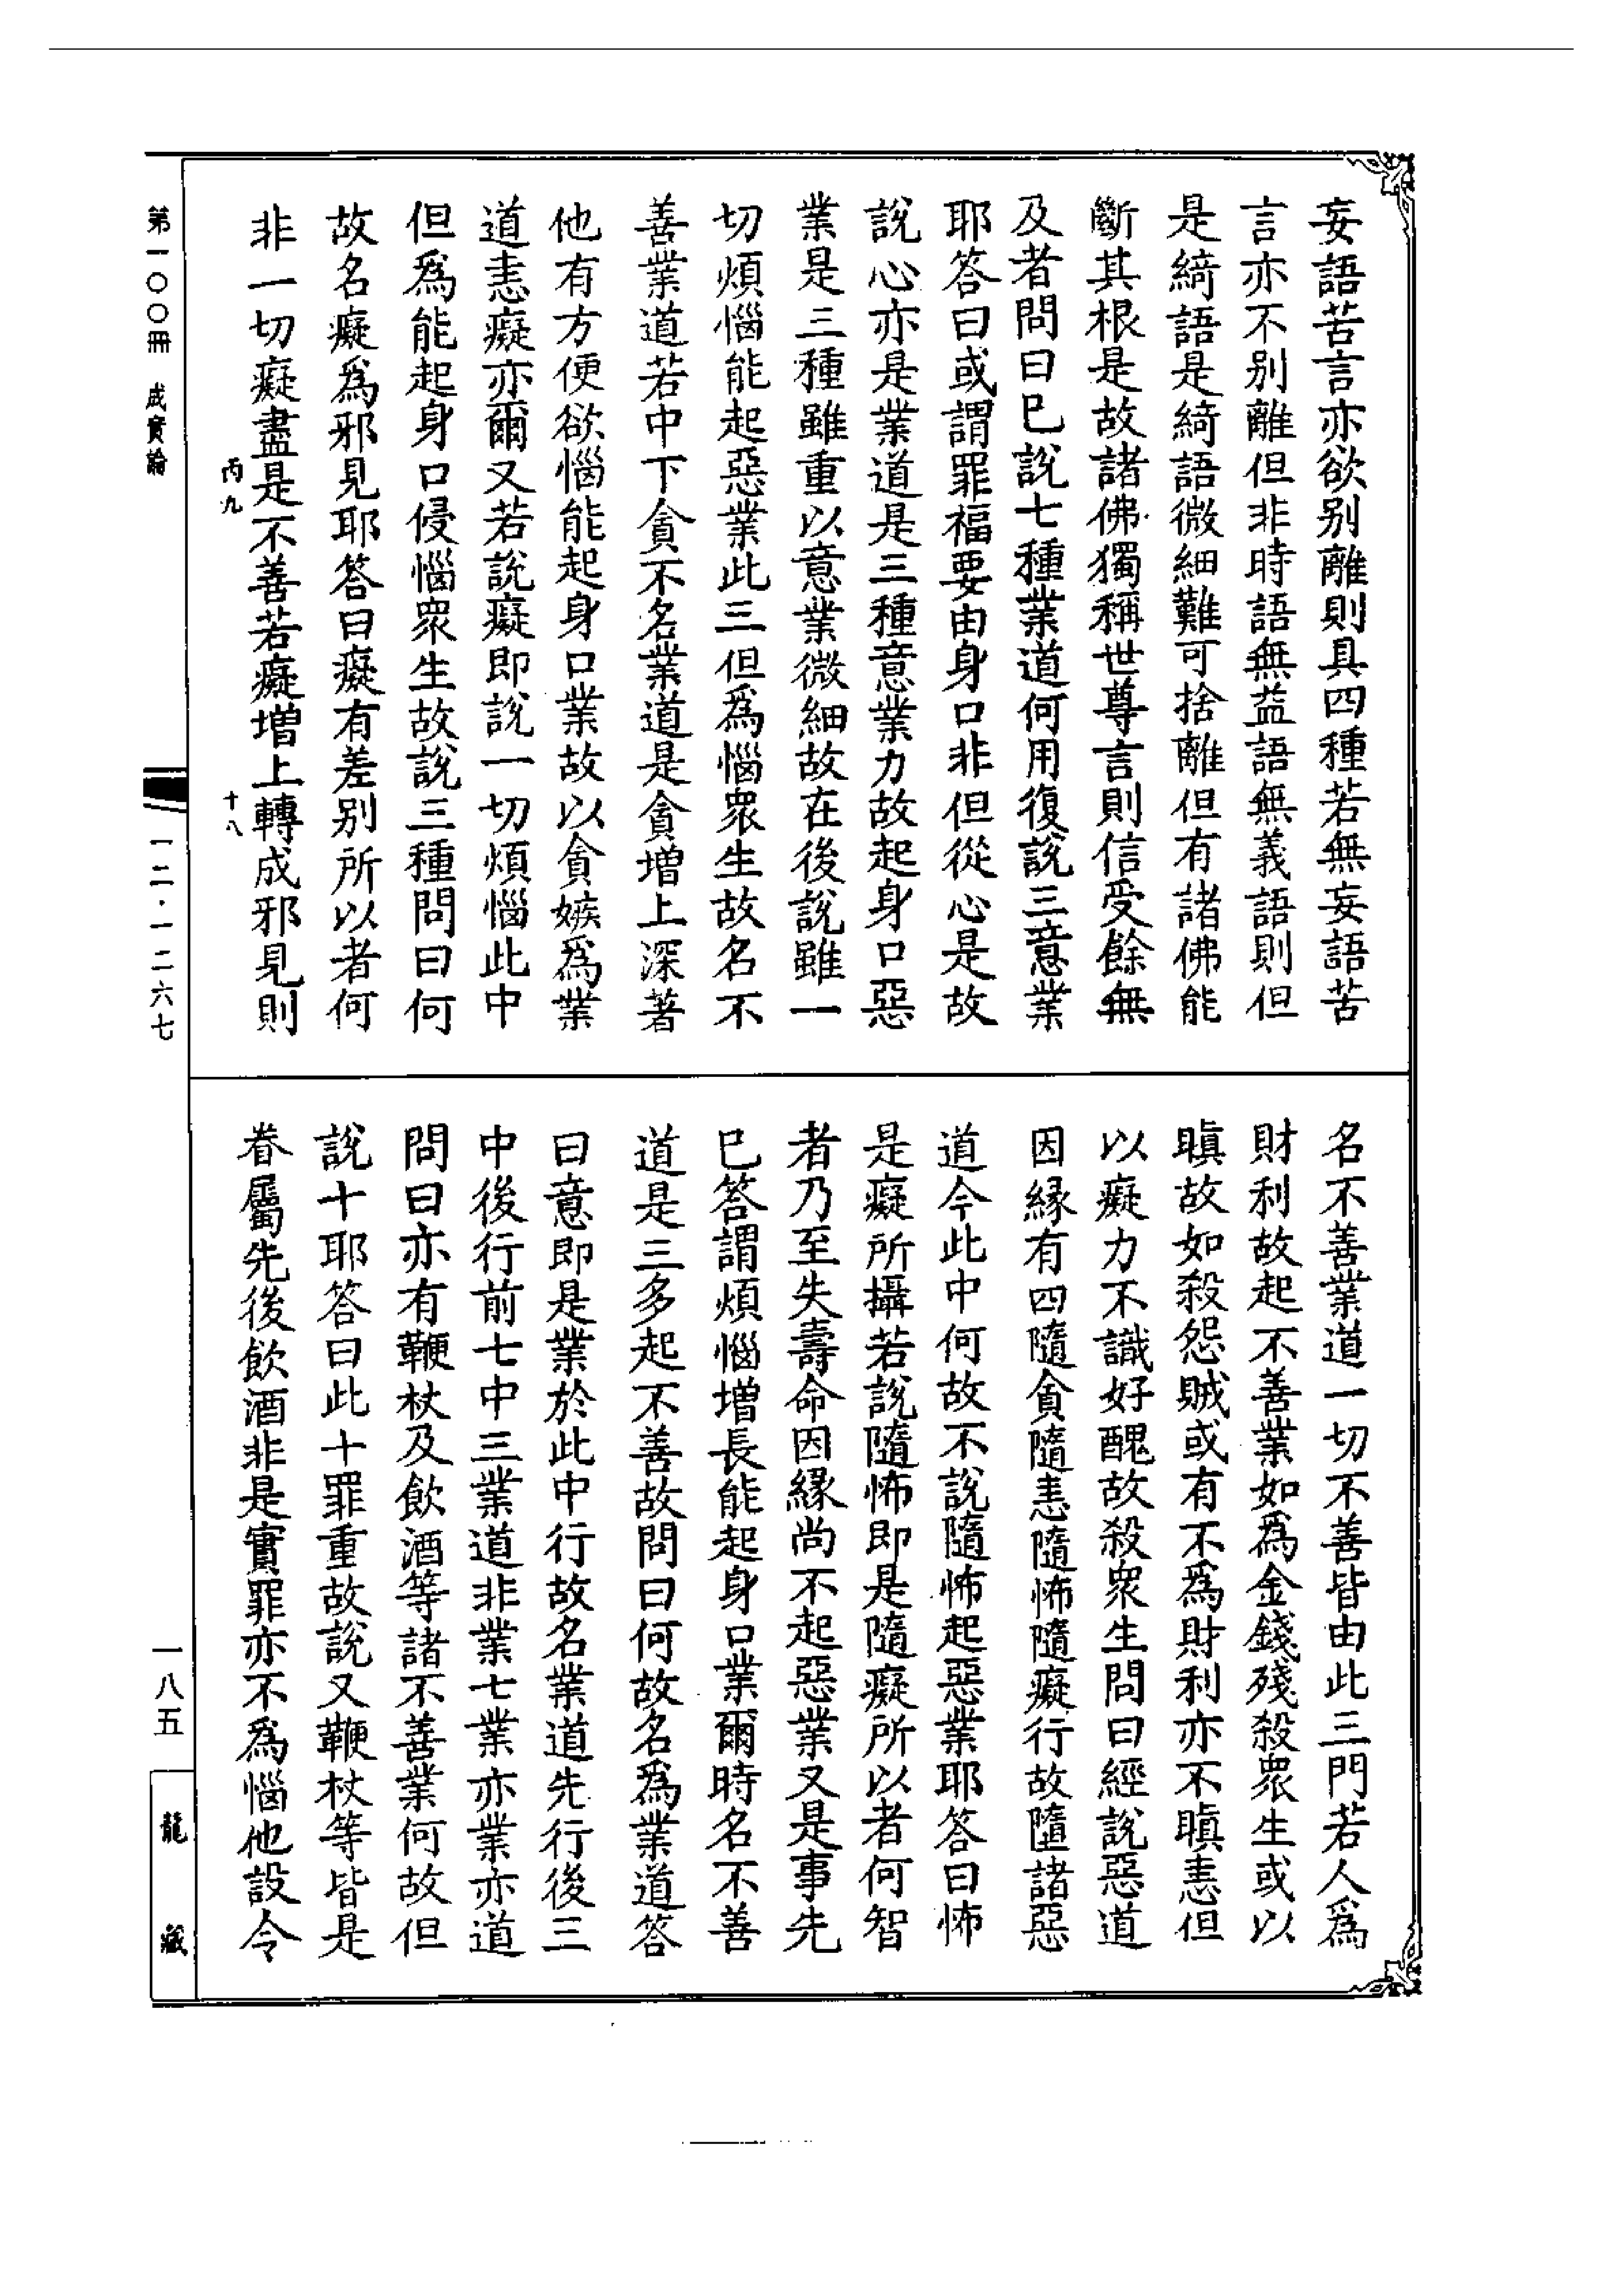 妄語苦言亦欲别離則具四種若無妄語苦
言亦不别離但非時語無益語無義語則但
是綺語是綺語微細難可捨離但有諸佛能
斷其根是故諸佛獨稱世尊言則信受餘無
及者問曰已說七種業道何用復說三意業
耶答曰或謂罪福要由身口非但從心是故
說心亦是業道是三種意業力故起身口惡
業是三種雖重以意業微細故在後說雖一
切煩惱能起惡業此三但爲惱衆生故名不
善業道若中下貪不名業道是貪增上深著
他有方便欲惱能起身口業故以貪嫉爲業
道恚癡亦爾又若說癡即說一切煩惱此中
但爲能起身口侵惱衆生故說三種問曰何
故名癡爲邪見耶答曰癡有差别所以者何
非一切癡盡是不善若癡增上轉成邪見則
丙九
十八
名不善業道一切不善皆由此三門若人爲
財利故起不善業如爲金錢殘殺衆生或以
瞋故如殺怨賊或有不爲財利亦不瞋恚但
以癡力不識好醜故殺衆生問曰經說惡道
因縁有四隨貪隨恚隨怖隨癡行故墮諸惡
道今此中何故不說隨怖起惡業耶答曰怖
是癡所攝若說隨怖即是隨癡所以者何智
者乃至失壽命因縁尚不起惡業又是事先
已答謂煩惱增長能起身口業爾時名不善
道是三多起不善故問曰何故名爲業道答
曰意即是業於此中行故名業道先行後三
中後行前七中三業道非業七業亦業亦道
問曰亦有鞭杖及飲酒等諸不善業何故但
說十耶答曰此十罪重故說又鞭杖等皆是
眷屬先後飲酒非是實罪亦不爲惱他設令
第一〇〇冊 成實論
一二·一二六七
一八五
龍藏